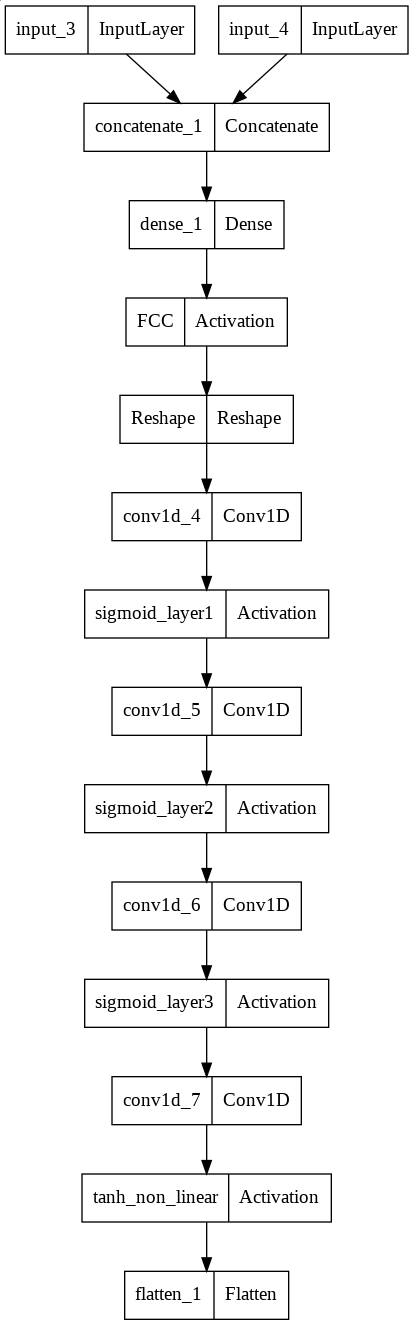 input_3 InputLayer input_4 InputLayer
concatenate_1 Concatenate
dense_1 Dense
FCC Activation
Reshape Reshape
conv1d_4 Conv1D
sigmoid_layer1 Activation
conv1d_5 Conv1D
sigmoid_layer2 Activation
conv1d_6 Conv1D
sigmoid_layer3 Activation
conv1d_7 Conv1D
tanh_non_linear Activation
flatten_1 Flatten